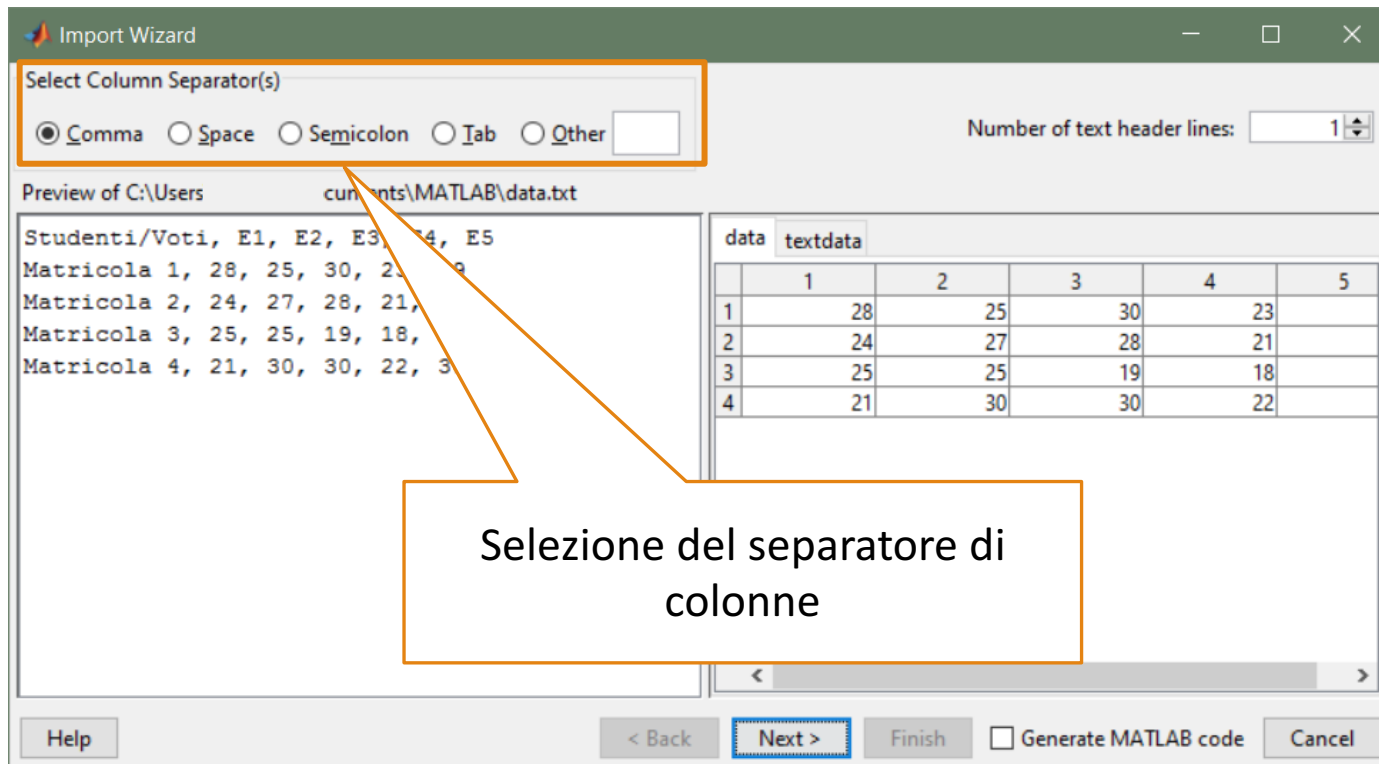 Import Wizard
Select Column Separator(s)
Comma Space Semicolon Tab Other
Number of text header lines: 1
Preview of C:\Users cuments\MATLAB\data.txt
Studenti/Voti, E1, E2, E3, E4, E5
Matricola 1, 28, 25, 30, 23
Matricola 2, 24, 27, 28, 21,
Matricola 3, 25, 25, 19, 18,
Matricola 4, 21, 30, 30, 22,
data textdata
1 2 3 4 5
1 28 25 30 23
2 24 27 28 21
3 25 25 19 18
4 21 30 30 22
Selezione del separatore di
colonne
Help < Back Next > Finish Generate MATLAB code Cancel